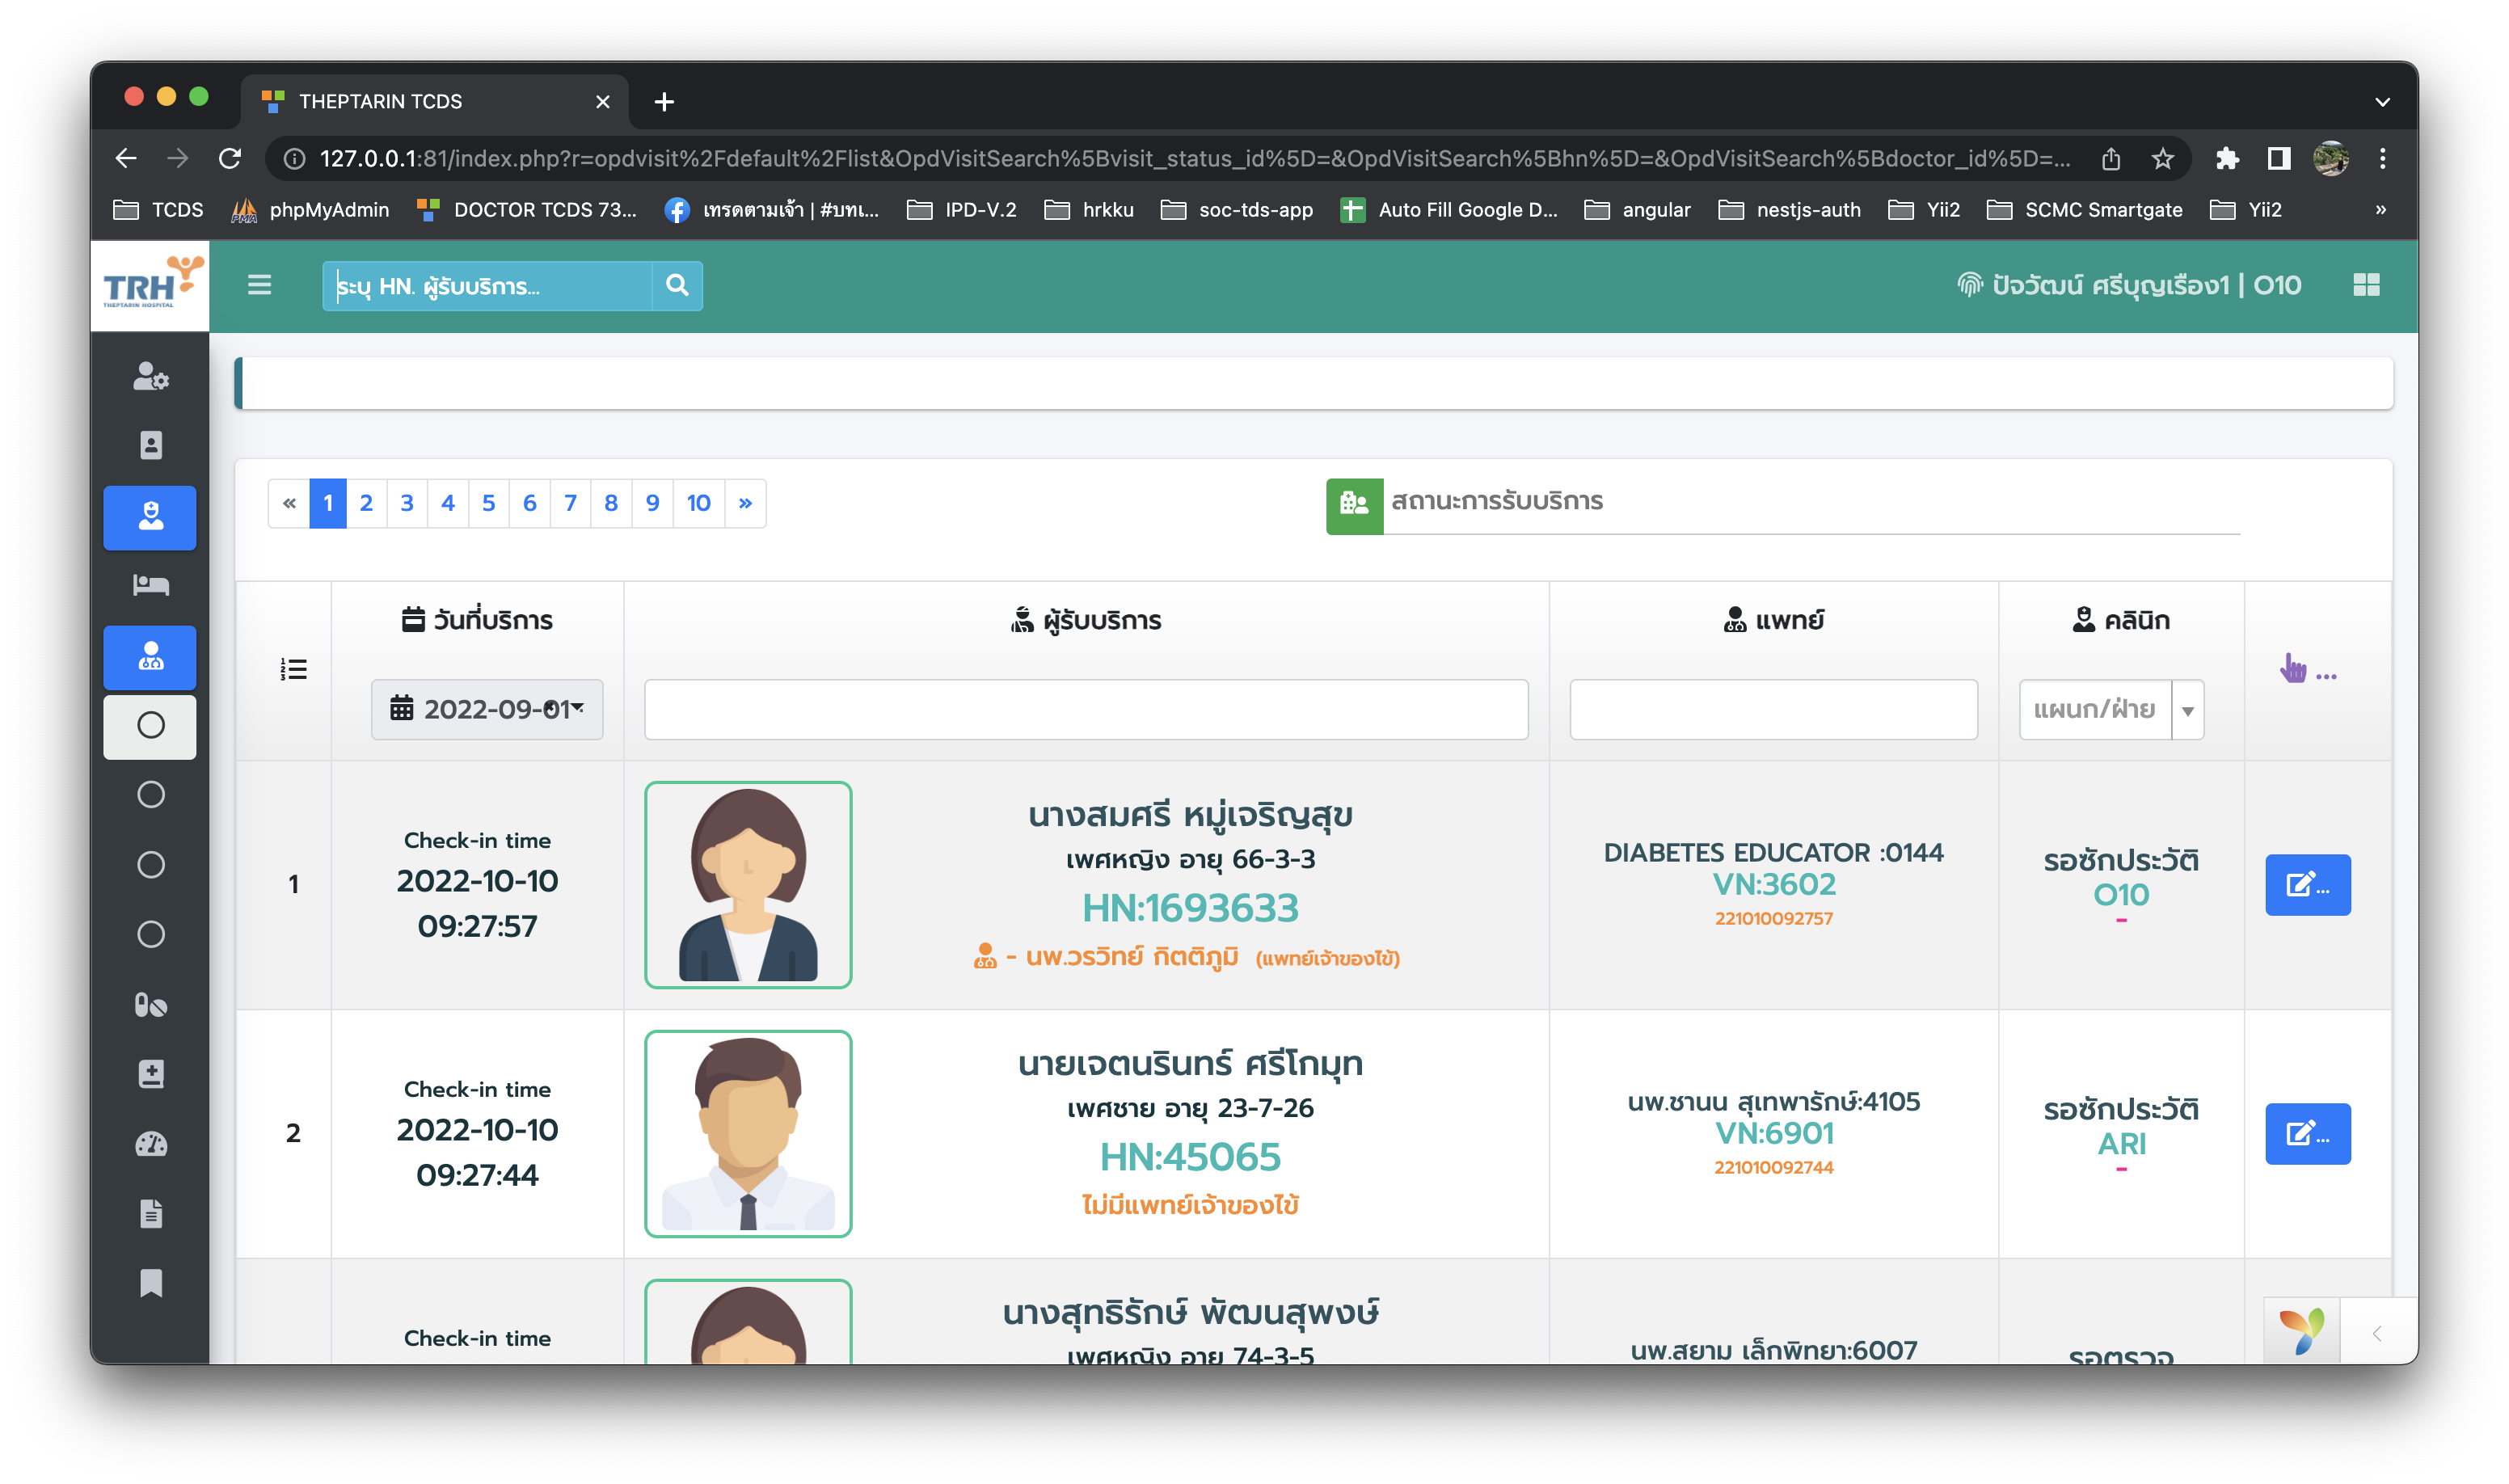 THEPTARIN TCDS
127.0.0.1:81/index.php?r=opdvisit%2Fdefault%2Flist&OpdVisitSearch%5Bvisit_status_id%5D=&OpdVisitSearch%5Bhn%5D=&OpdVisitSearch%5Bdoctor_id%5D=...
TCDS phpMyAdmin DOCTOR TCDS 73... เทรดตามเจ้า | #บทเ... IPD-V.2 hrkku soc-tds-app Auto Fill Google D... angular nestjs-auth Yii2 SCMC Smartgate Yii2 »
TRH
THEPTARIN HOSPITAL
ระบุ HN. ผู้รับบริการ...
ปัจวัฒน์ ศรีบุญเรือง1 | O10
« 1 2 3 4 5 6 7 8 9 10 »
สถานะการรับบริการ
วันที่บริการ ผู้รับบริการ แพทย์ คลินิก
...
2022-09-01
แผนก/ฝ่าย
1
Check-in time
2022-10-10
09:27:57
นางสมศรี หมู่เจริญสุข
เพศหญิง อายุ 66-3-3
HN:1693633
- นพ.วรวิทย์ กิตติภูมิ (แพทย์เจ้าของไข้)
DIABETES EDUCATOR :0144
VN:3602
221010092757
รอซักประวัติ
O10
-
...
2
Check-in time
2022-10-10
09:27:44
นายเจตนรินทร์ ศรีโกมุท
เพศชาย อายุ 23-7-26
HN:45065
ไม่มีแพทย์เจ้าของไข้
นพ.ชานน สุเทพารักษ์:4105
VN:6901
221010092744
รอซักประวัติ
ARI
-
...
Check-in time
นางสุทธิรักษ์ พัฒนสุพงษ์
เพศหญิง อายุ 74-3-5
นพ.สยาม เล็กพิทยา:6007
รอตรวจ